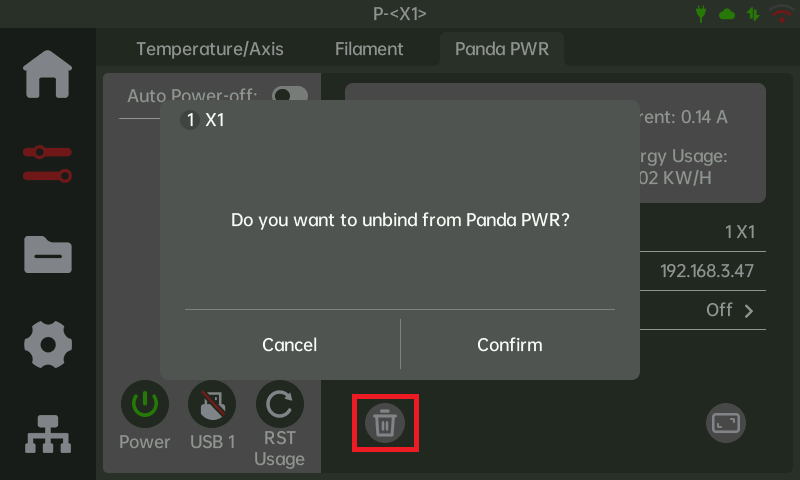 P-<X1>
Temperature/Axis
Filament
Panda PWR
Auto Power-off:
1 X1
Do you want to unbind from Panda PWR?
Cancel
Confirm
rent: 0.14 A
rgy Usage:
02 KW/H
1 X1
192.168.3.47
Off
Power
USB 1
RST
Usage